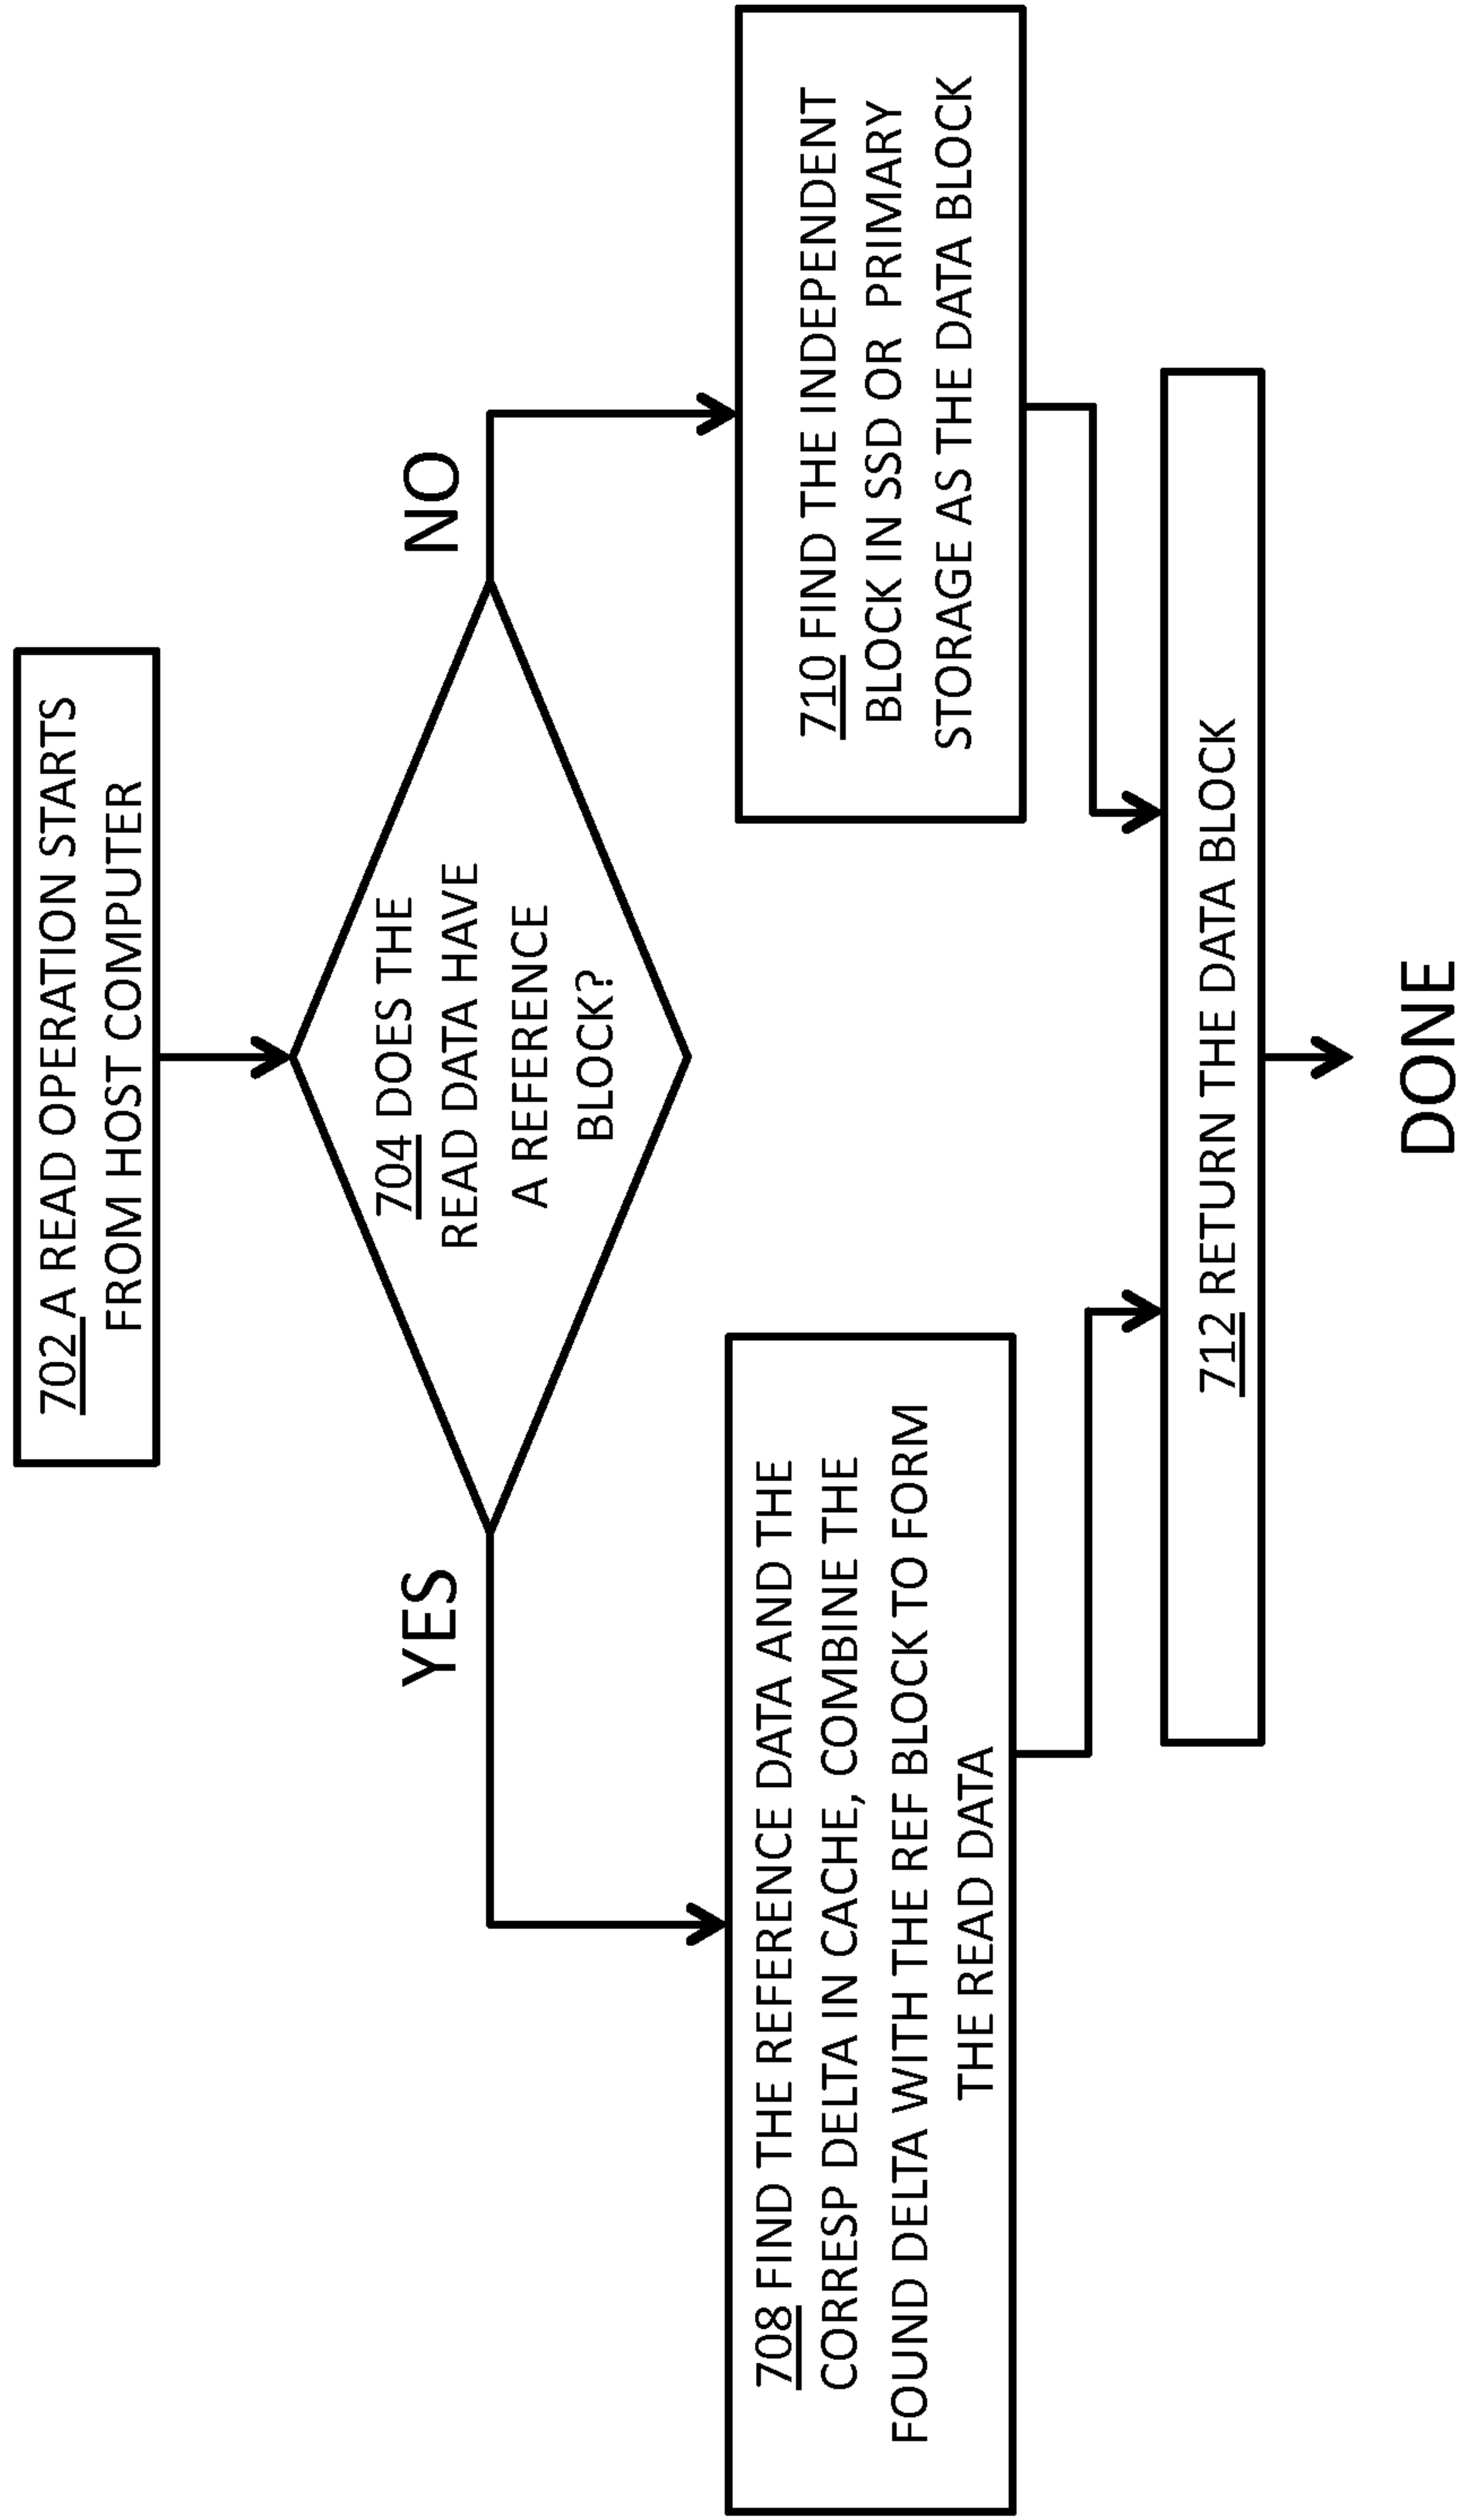 702 A READ OPERATION STARTS
FROM HOST COMPUTER
704 DOES THE
READ DATA HAVE
A REFERENCE
BLOCK?
YES
NO
708 FIND THE REFERENCE DATA AND THE
CORRESP DELTA IN CACHE, COMBINE THE
FOUND DELTA WITH THE REF BLOCK TO FORM
THE READ DATA
710 FIND THE INDEPENDENT
BLOCK IN SSD OR PRIMARY
STORAGE AS THE DATA BLOCK
712 RETURN THE DATA BLOCK
DONE